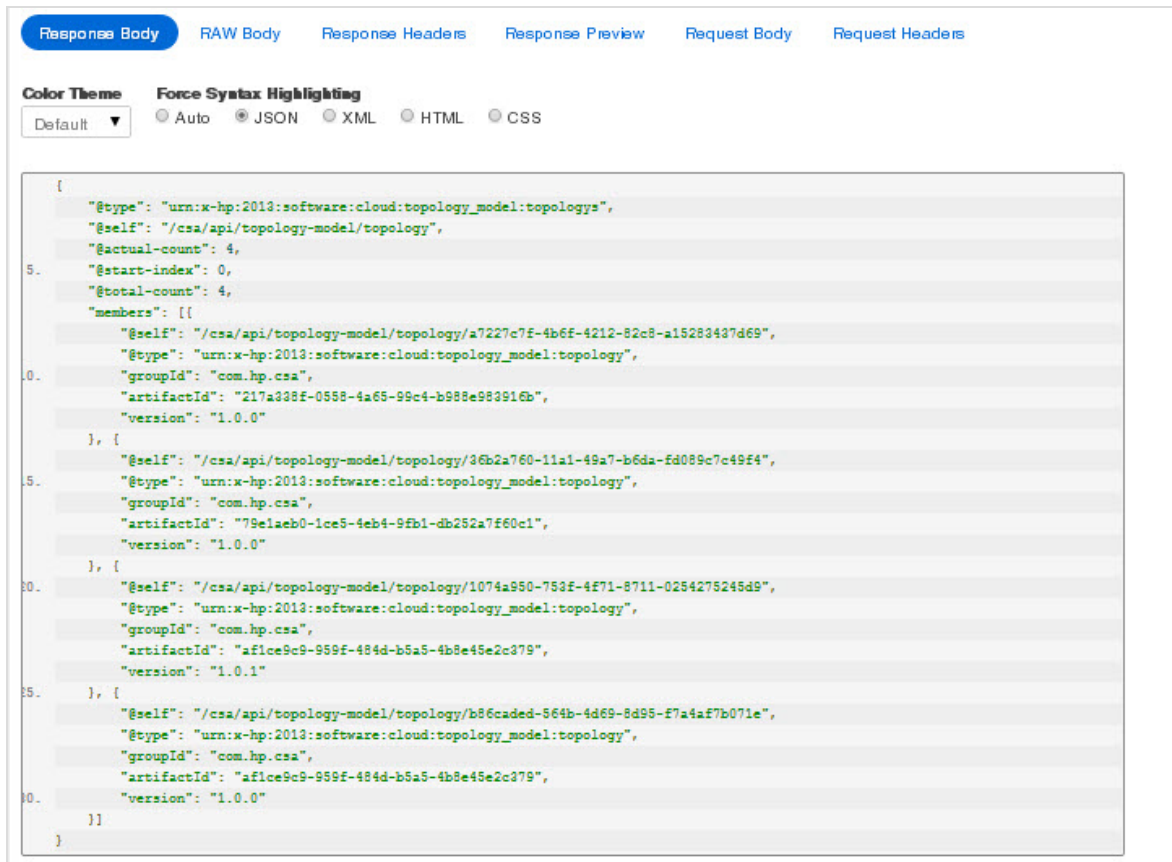 Response Body RAW Body Response Headers Response Preview Request Body Request Headers
Color Theme Force Syntax Highlighting
Default Auto JSON XML HTML CSS
{
"@type": "urn:x-hp:2013:software:cloud:topology_model:topologys",
"@self": "/csa/api/topology-model/topology",
"@actual-count": 4,
5. "@start-index": 0,
"@total-count": 4,
"members": [{
"@self": "/csa/api/topology-model/topology/a7227c7f-4b6f-4212-82c8-a15283437d69",
"@type": "urn:x-hp:2013:software:cloud:topology_model:topology",
0. "groupId": "com.hp.csa",
"artifactId": "217a338f-0558-4a65-99c4-b988e983916b",
"version": "1.0.0"
}, {
"@self": "/csa/api/topology-model/topology/36b2a760-11a1-49a7-b6da-fd089c7c49f4",
5. "@type": "urn:x-hp:2013:software:cloud:topology_model:topology",
"groupId": "com.hp.csa",
"artifactId": "79e1aeb0-1ce5-4eb4-9fb1-db252a7f60c1",
"version": "1.0.0"
}, {
20. "@self": "/csa/api/topology-model/topology/1074a950-753f-4f71-8711-0254275245d9",
"@type": "urn:x-hp:2013:software:cloud:topology_model:topology",
"groupId": "com.hp.csa",
"artifactId": "af1ce9c9-959f-484d-b5a5-4b8e45e2c379",
"version": "1.0.1"
25. }, {
"@self": "/csa/api/topology-model/topology/b86caded-564b-4d69-8d95-f7a4af7b071e",
"@type": "urn:x-hp:2013:software:cloud:topology_model:topology",
"groupId": "com.hp.csa",
"artifactId": "af1ce9c9-959f-484d-b5a5-4b8e45e2c379",
30. "version": "1.0.0"
}]
}